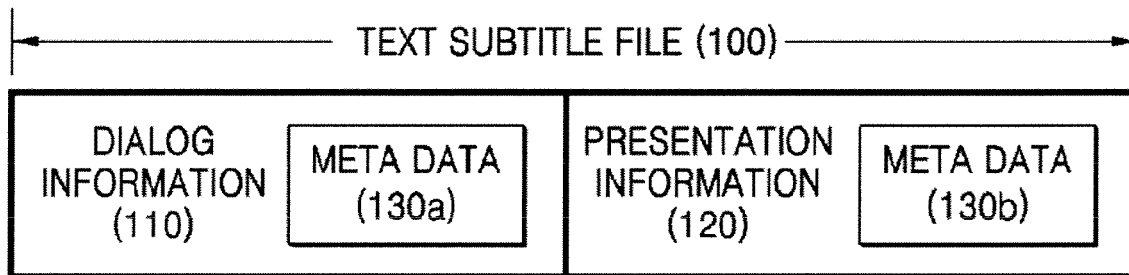 TEXT SUBTITLE FILE (100)
DIALOG
INFORMATION
(110)
META DATA
(130a)
PRESENTATION
INFORMATION
(120)
META DATA
(130b)